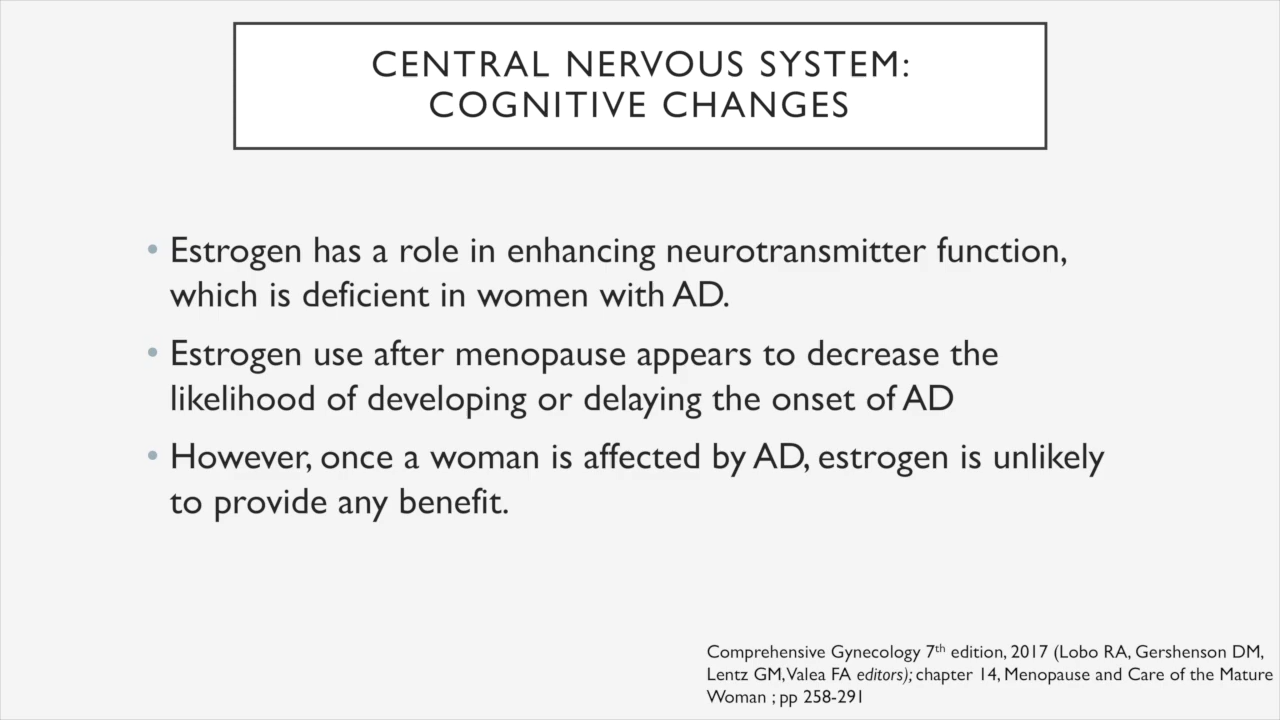 CENTRAL NERVOUS SYSTEM:
COGNITIVE CHANGES
• Estrogen has a role in enhancing neurotransmitter function,
which is deficient in women with AD.
• Estrogen use after menopause appears to decrease the
likelihood of developing or delaying the onset of AD
• However, once a woman is affected by AD, estrogen is unlikely
to provide any benefit.
Comprehensive Gynecology 7th edition, 2017 (Lobo RA, Gershenson DM,
Lentz GM, Valea FA editors); chapter 14, Menopause and Care of the Mature
Woman ; pp 258-291